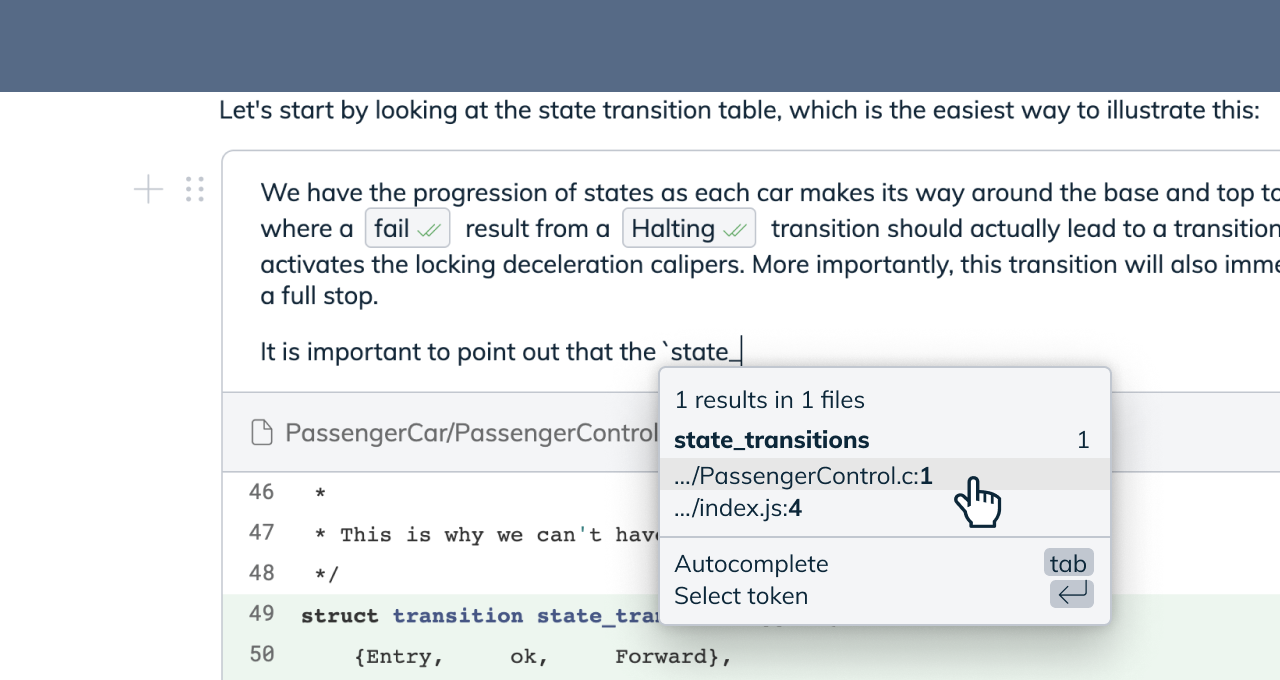 Let's start by looking at the state transition table, which is the easiest way to illustrate this:
We have the progression of states as each car makes its way around the base and top to
where a fail result from a Halting transition should actually lead to a transition
activates the locking deceleration calipers. More importantly, this transition will also
a full stop.
It is important to point out that the `state_
1 results in 1 files
state_transitions 1
.../PassengerControl.c:1
.../index.js:4
Autocomplete tab
Select token
PassengerCar/PassengerControl
46 *
47 * This is why we can't have
48 */
49 struct transition
50 {Entry, ok, Forward},